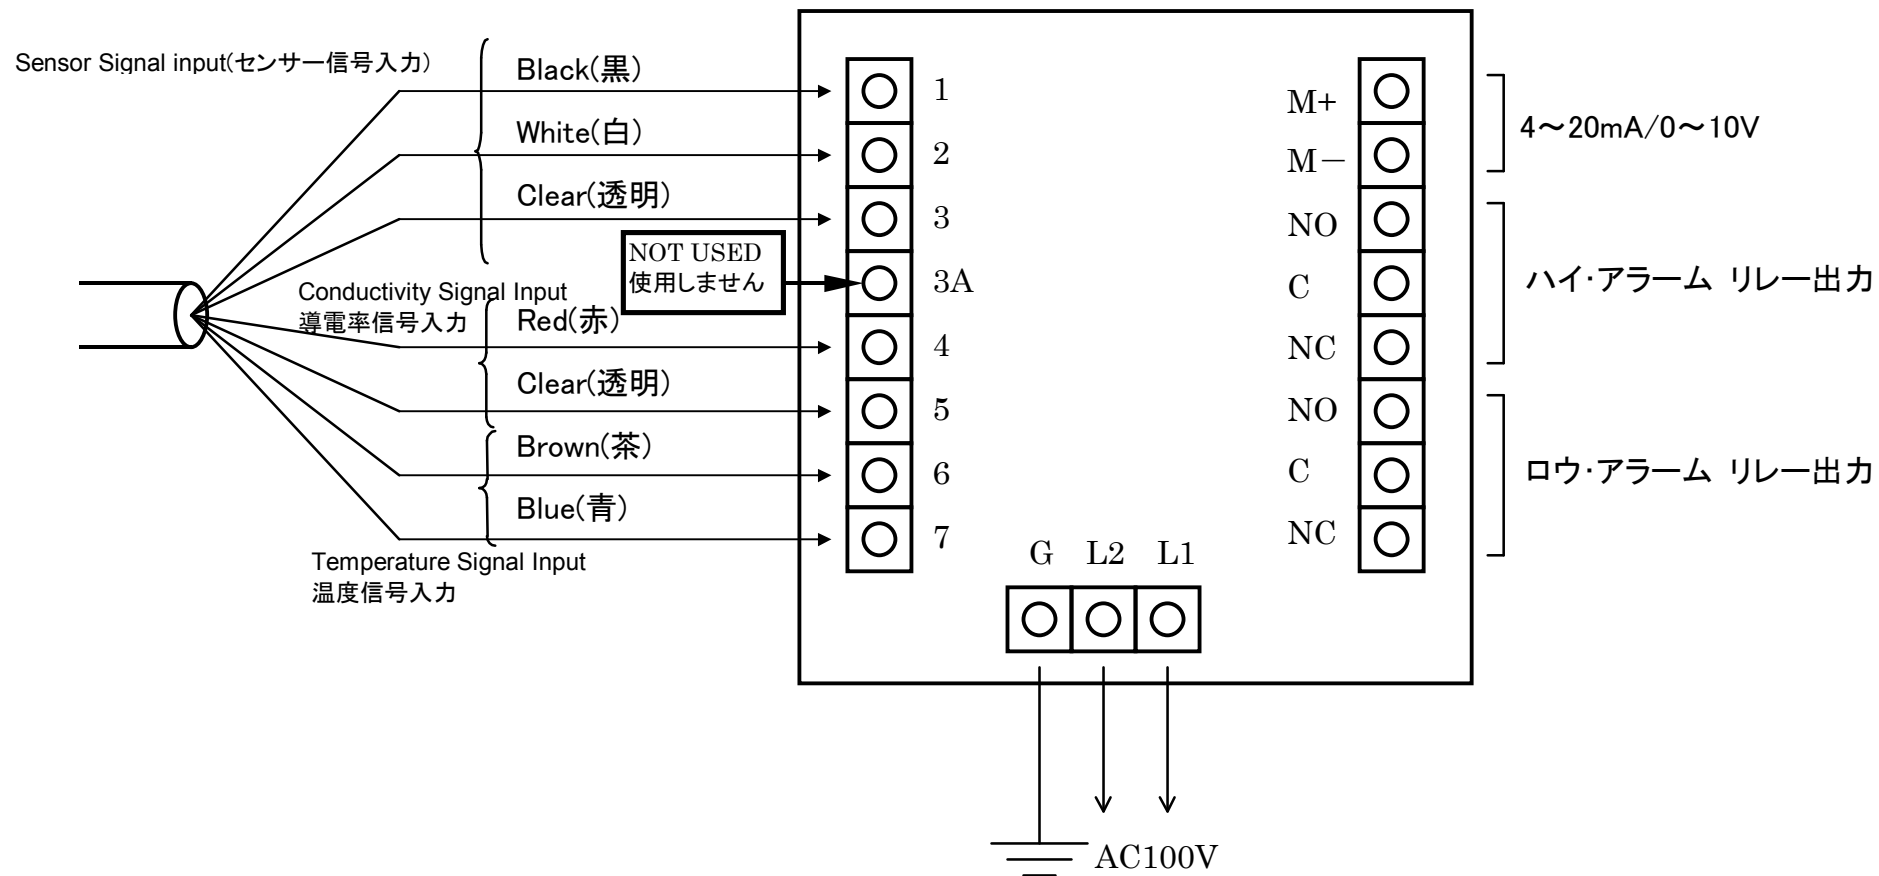 Sensor Signal input(センサー信号入力)
Black(黒)
White(白)
Clear(透明)
NOT USED
使用しません
Conductivity Signal Input
導電率信号入力
Red(赤)
Clear(透明)
Brown(茶)
Blue(青)
Temperature Signal Input
温度信号入力
1
2
3
3A
4
5
6
7
G L2 L1
AC100V
M+
M－
NO
C
NC
NO
C
NC
4～20mA/0～10V
ハイ・アラーム リレー出力
ロウ・アラーム リレー出力